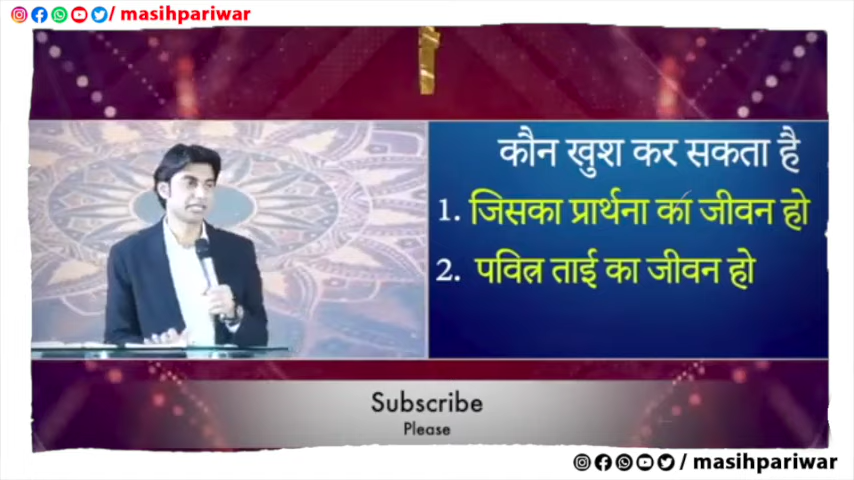 / masihpariwar
कौन खुश कर सकता है
1. जिसका प्रार्थना का जीवन हो
2. पवित्र ताई का जीवन हो
Subscribe
Please
/ masihpariwar